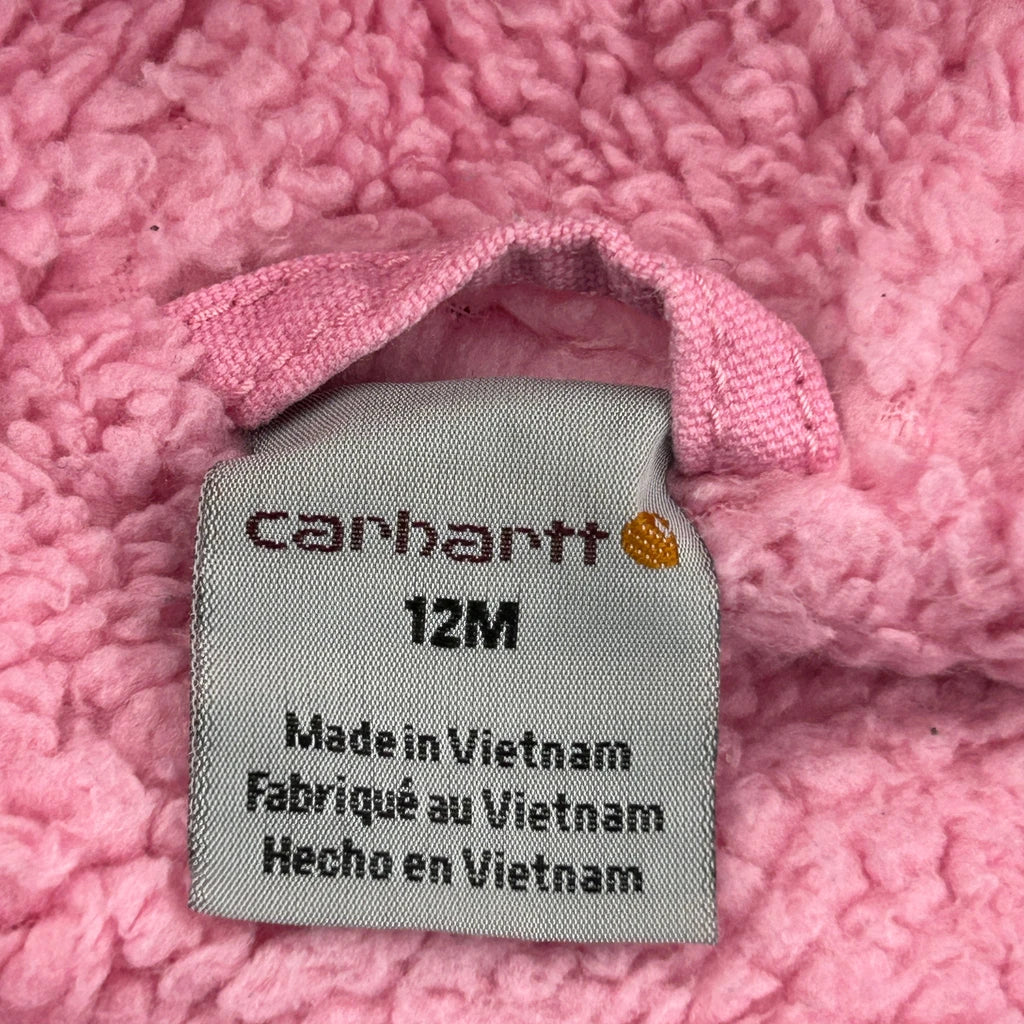 carhartt
12M
Made in Vietnam
Fabriqué au Vietnam
Hecho en Vietnam